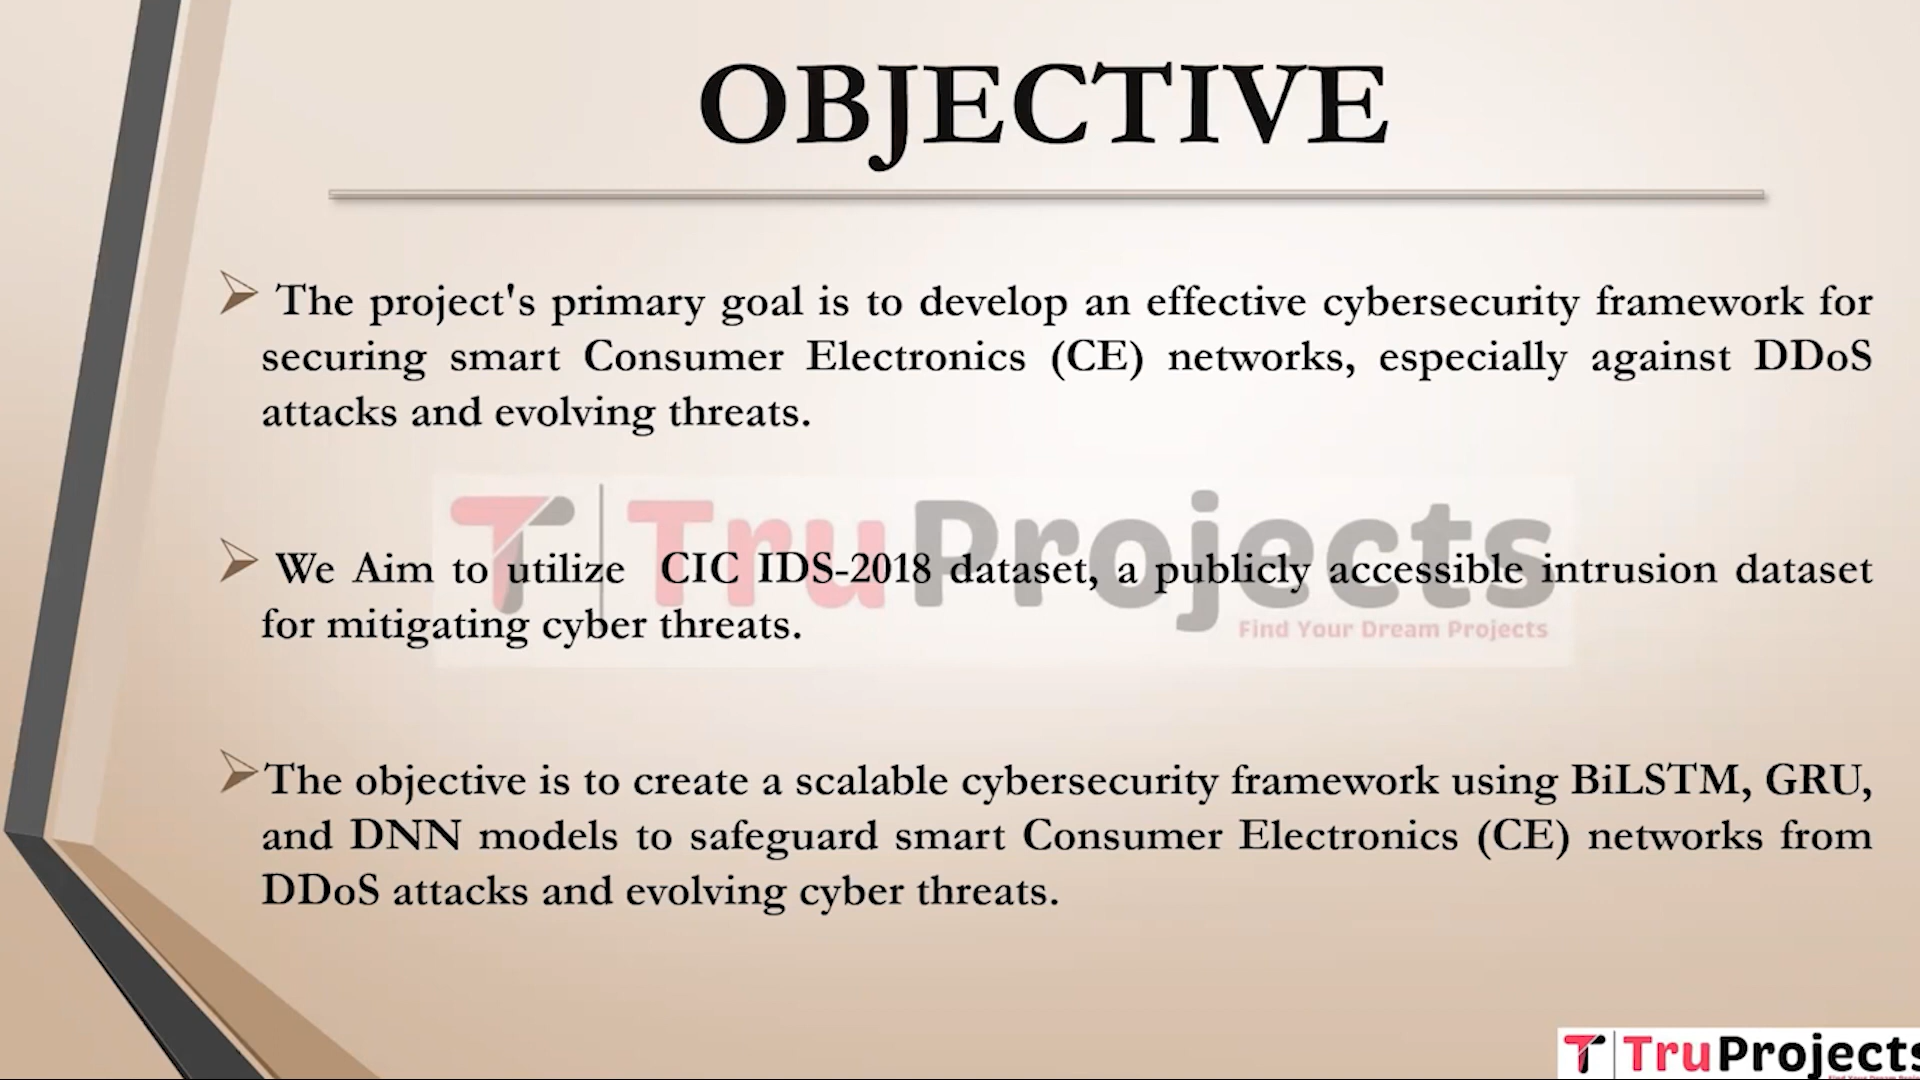 OBJECTIVE
The project's primary goal is to develop an effective cybersecurity framework for
securing smart Consumer Electronics (CE) networks, especially against DDoS
attacks and evolving threats.
TruProjects
We Aim to utilize CIC IDS-2018 dataset, a publicly accessible intrusion dataset
for mitigating cyber threats.
Find Your Dream Projects
The objective is to create a scalable cybersecurity framework using BiLSTM, GRU,
and DNN models to safeguard smart Consumer Electronics (CE) networks from
DDoS attacks and evolving cyber threats.
TruProjects